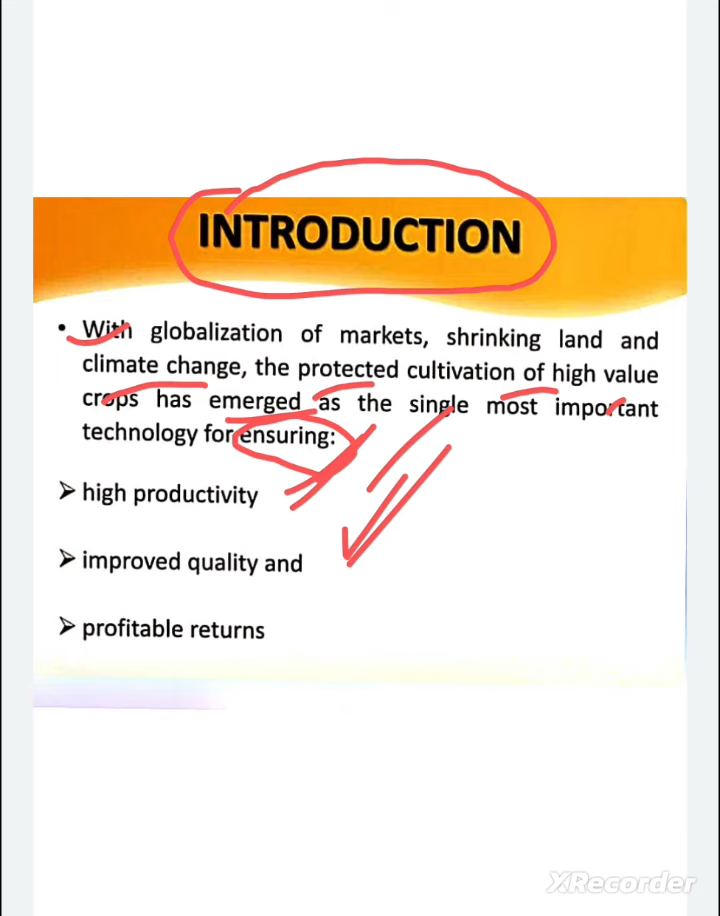 INTRODUCTION
• With globalization of markets, shrinking land and
climate change, the protected cultivation of high value
crops has emerged as the single most important
technology for ensuring:
➢ high productivity
➢ improved quality and
➢ profitable returns
XRecorder